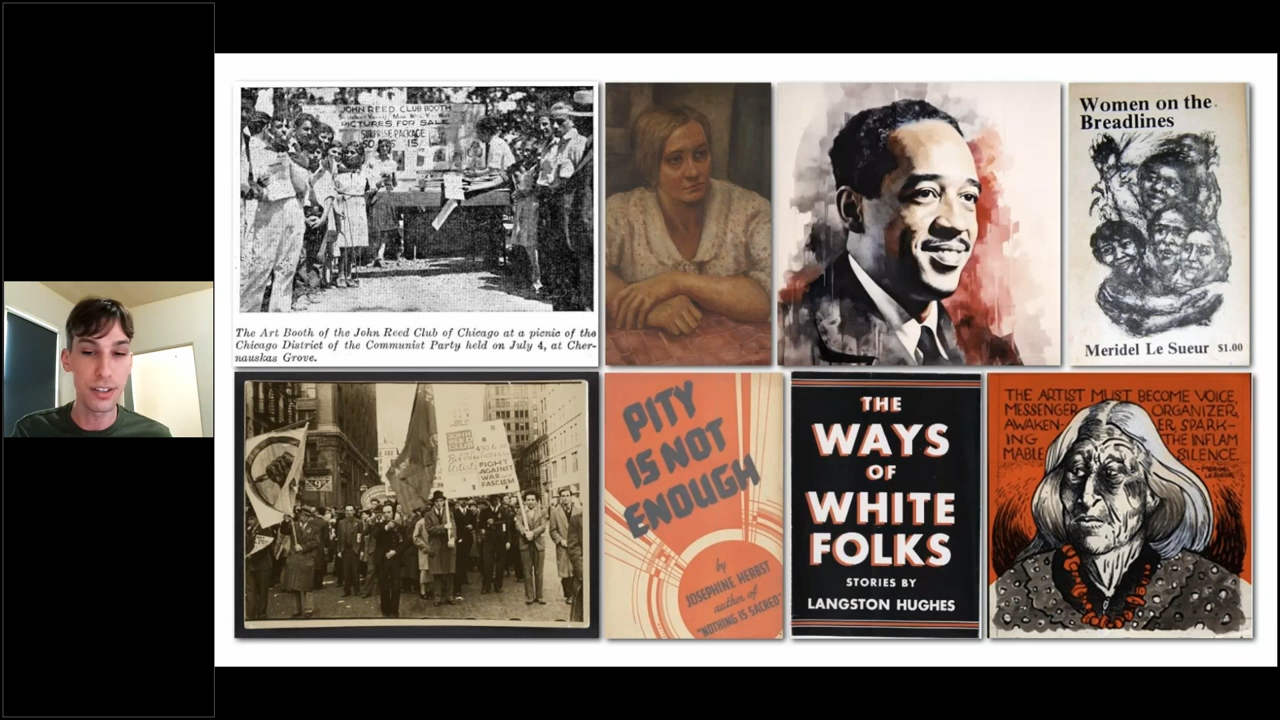 JOHN REED CLUB BOOTH
PICTURES FOR SALE
SURPRISE PACKAGE
The Art Booth of the John Reed Club of Chicago at a picnic of the
Chicago District of the Communist Party held on July 4, at Cher-
nauskas Grove.
Women on the
Breadlines
Meridel Le Sueur $1.00
FIGHT
AGAINST
WAR
FASCISM
PITY
IS NOT
ENOUGH
by
JOSEPHINE HERBST
author of
"NOTHING IS SACRED"
THE
WAYS
OF
WHITE
FOLKS
STORIES BY
LANGSTON HUGHES
THE ARTIST MUST BECOME VOICE,
MESSENGER ORGANIZER,
AWAKEN- ER, SPARK-
ING THE INFLAM
MABLE SILENCE.
-MERIDEL
LE SUEUR